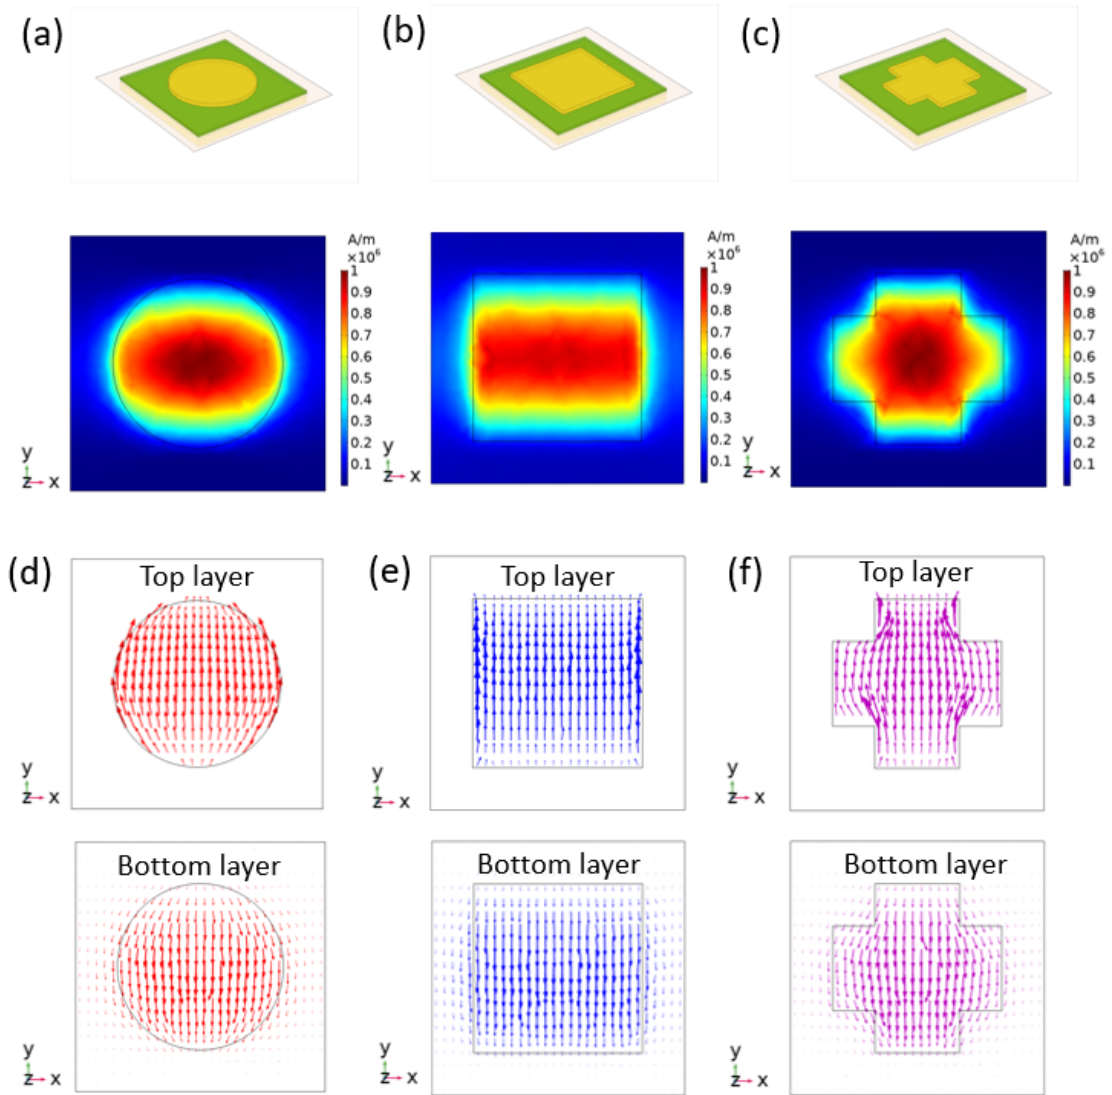 (a) (b) (c)
A/m A/m A/m
×10⁶ ×10⁶ ×10⁶
1 1 1
0.9 0.9 0.9
0.8 0.8 0.8
0.7 0.7 0.7
0.6 0.6 0.6
0.5 0.5 0.5
0.4 0.4 0.4
0.3 0.3 0.3
0.2 0.2 0.2
0.1 0.1 0.1
y y y
z x z x z x
(d) (e) (f)
Top layer Top layer Top layer
y y y
z x z x z x
Bottom layer Bottom layer Bottom layer
y y y
z x z x z x